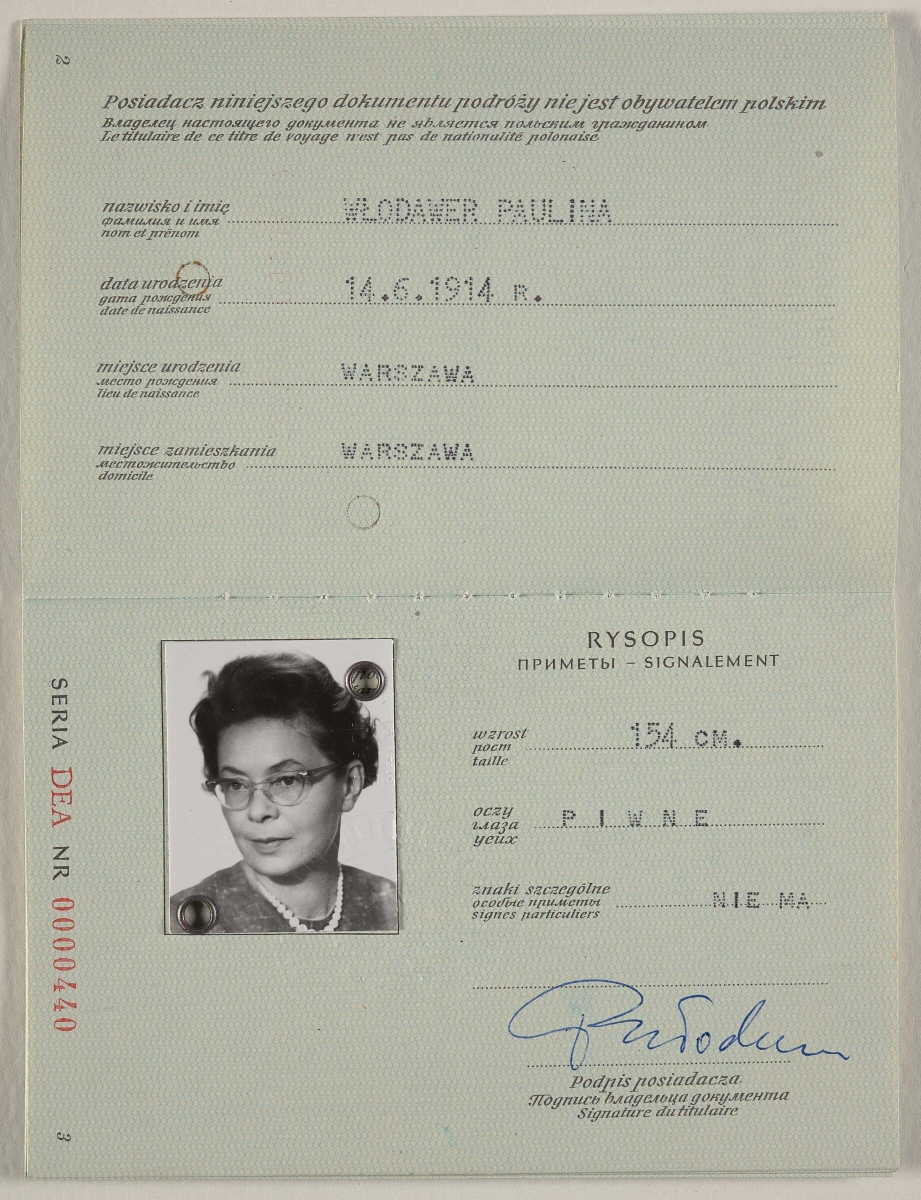 2
Posiadacz niniejszego dokumentu podróży nie jest obywatelem polskim
Владелец настоящего документа не является польским гражданином
Le titulaire de ce titre de voyage n'est pas de nationalité polonaise
nazwisko i imię WŁODAWER PAULINA
фамилия и имя
nom et prénom
data urodzenia 14.6.1914 r.
дата рождения
date de naissance
miejsce urodzenia WARSZAWA
место рождения
lieu de naissance
miejsce zamieszkania WARSZAWA
местожительство
domicile
RYSOPIS
ПРИМЕТЫ – SIGNALEMENT
wzrost 154 cm.
рост
taille
oczy PIWNE
глаза
yeux
znaki szczególne NIE MA
особые приметы
signes particuliers
Podpis posiadacza
Подпись владельца документа
Signature du titulaire
SERIA DEA NR 0000440
3